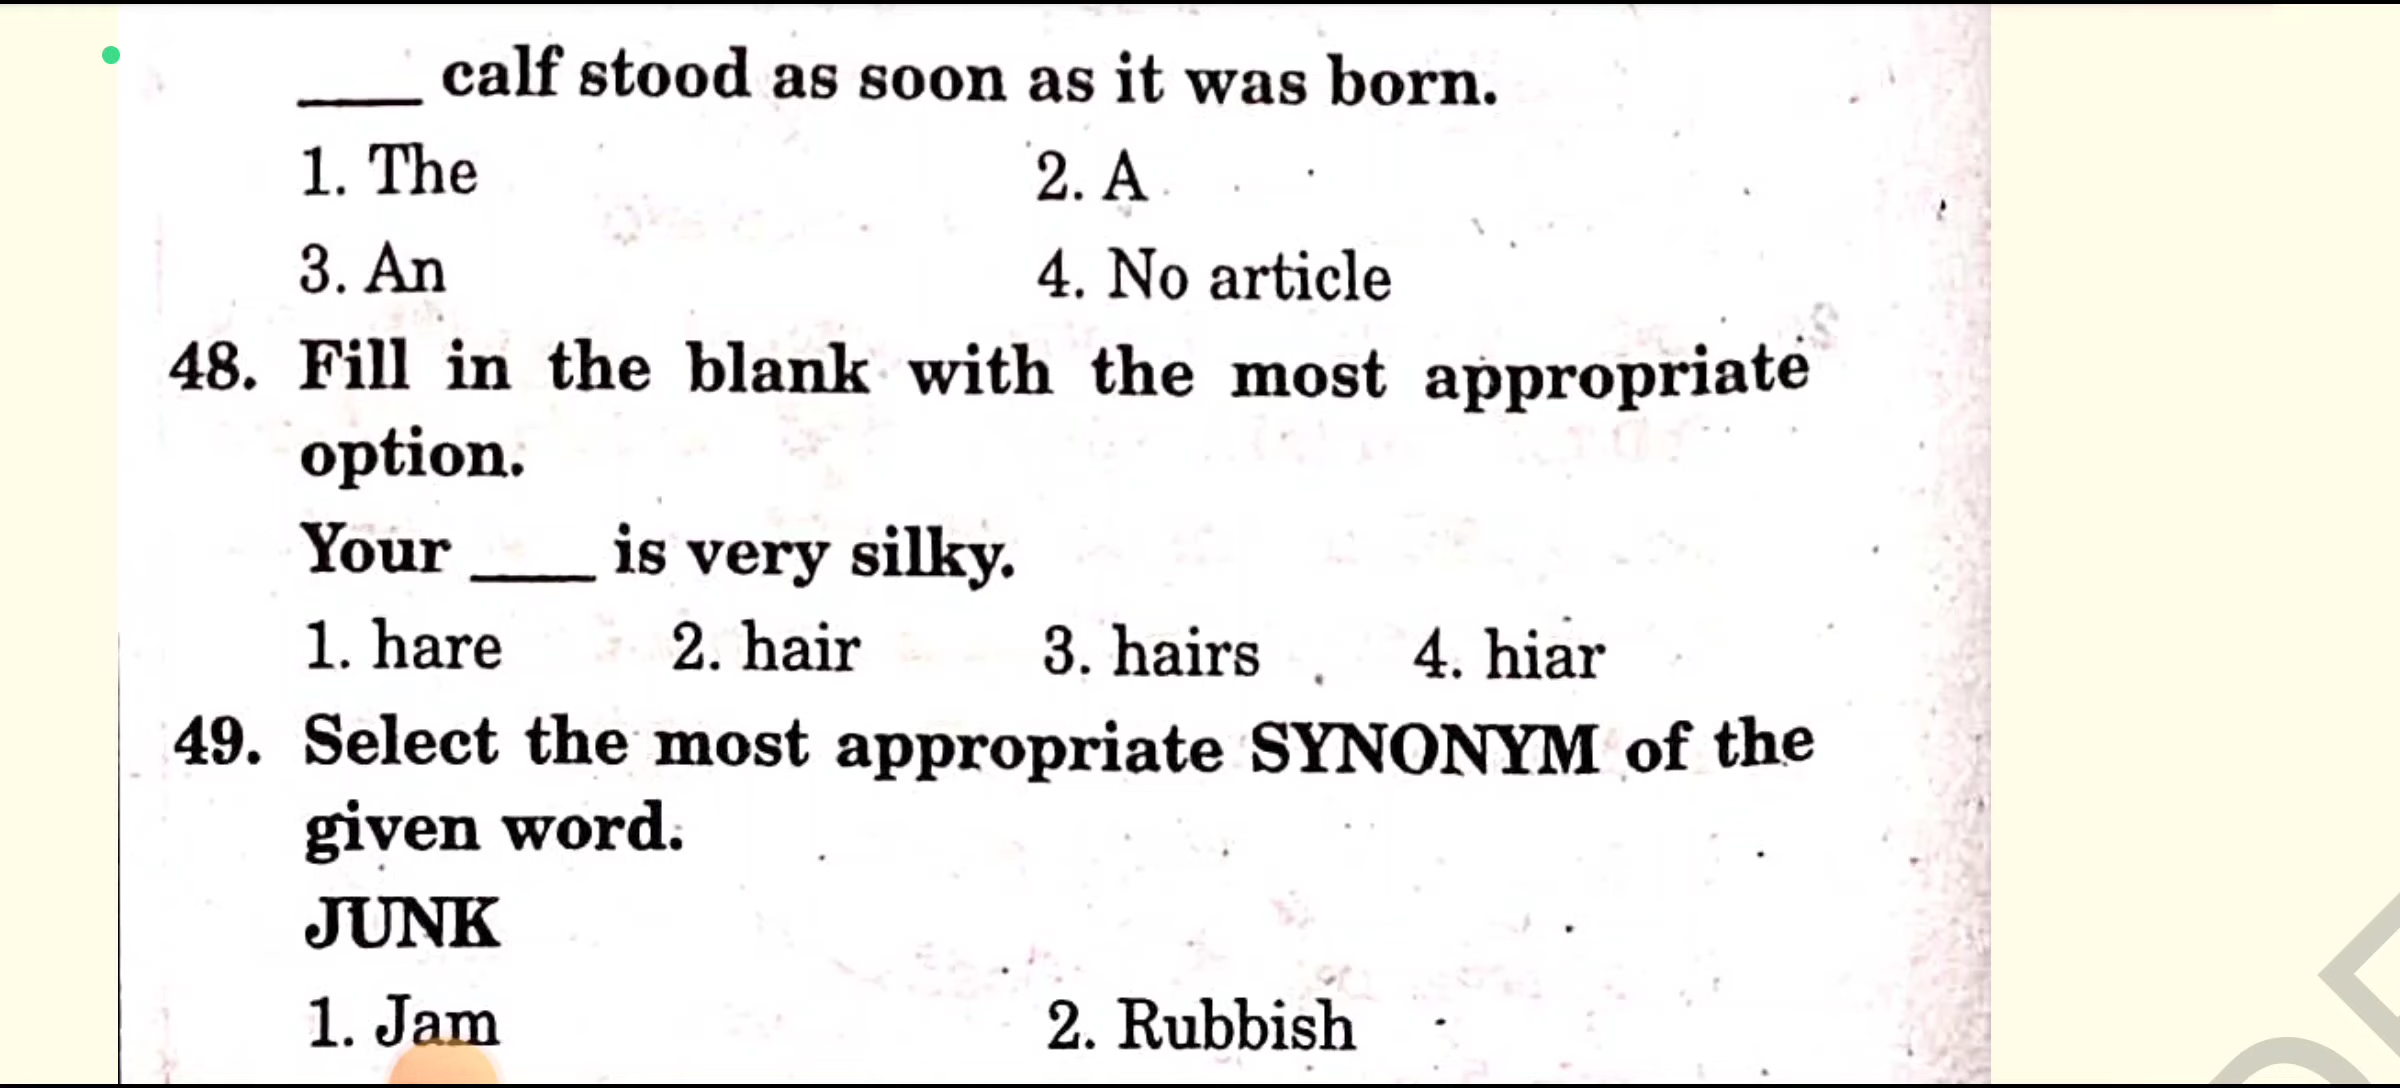 ____ calf stood as soon as it was born.
1. The 2. A
3. An 4. No article
48. Fill in the blank with the most appropriate
option.
Your ____ is very silky.
1. hare 2. hair 3. hairs 4. hiar
49. Select the most appropriate SYNONYM of the
given word.
JUNK
1. Jam 2. Rubbish